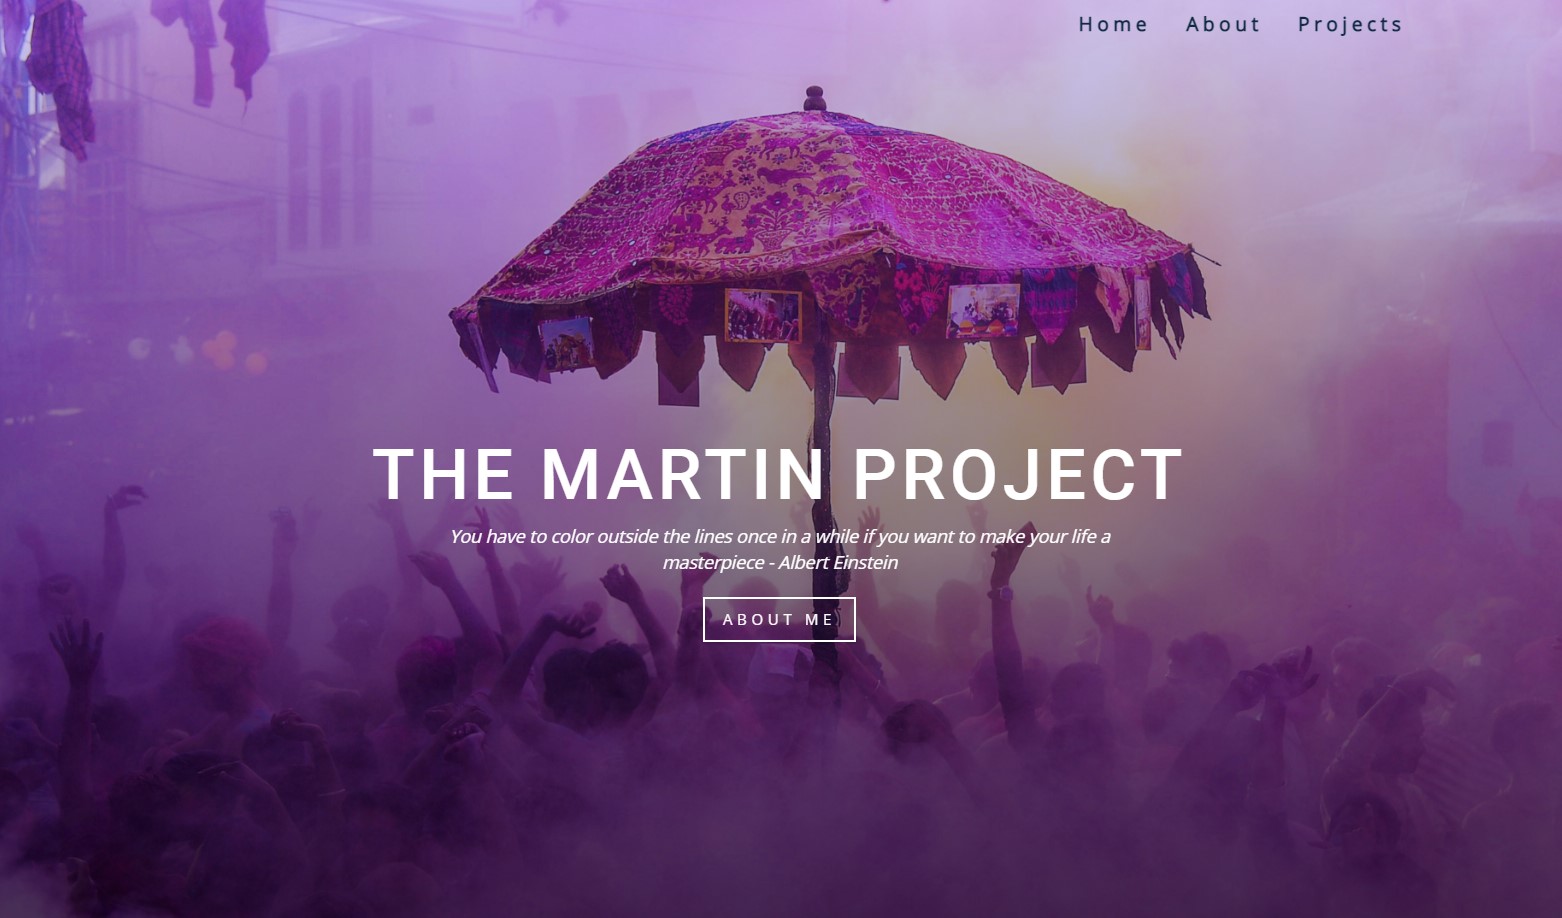 Home About Projects
THE MARTIN PROJECT
You have to color outside the lines once in a while if you want to make your life a
masterpiece - Albert Einstein
ABOUT ME